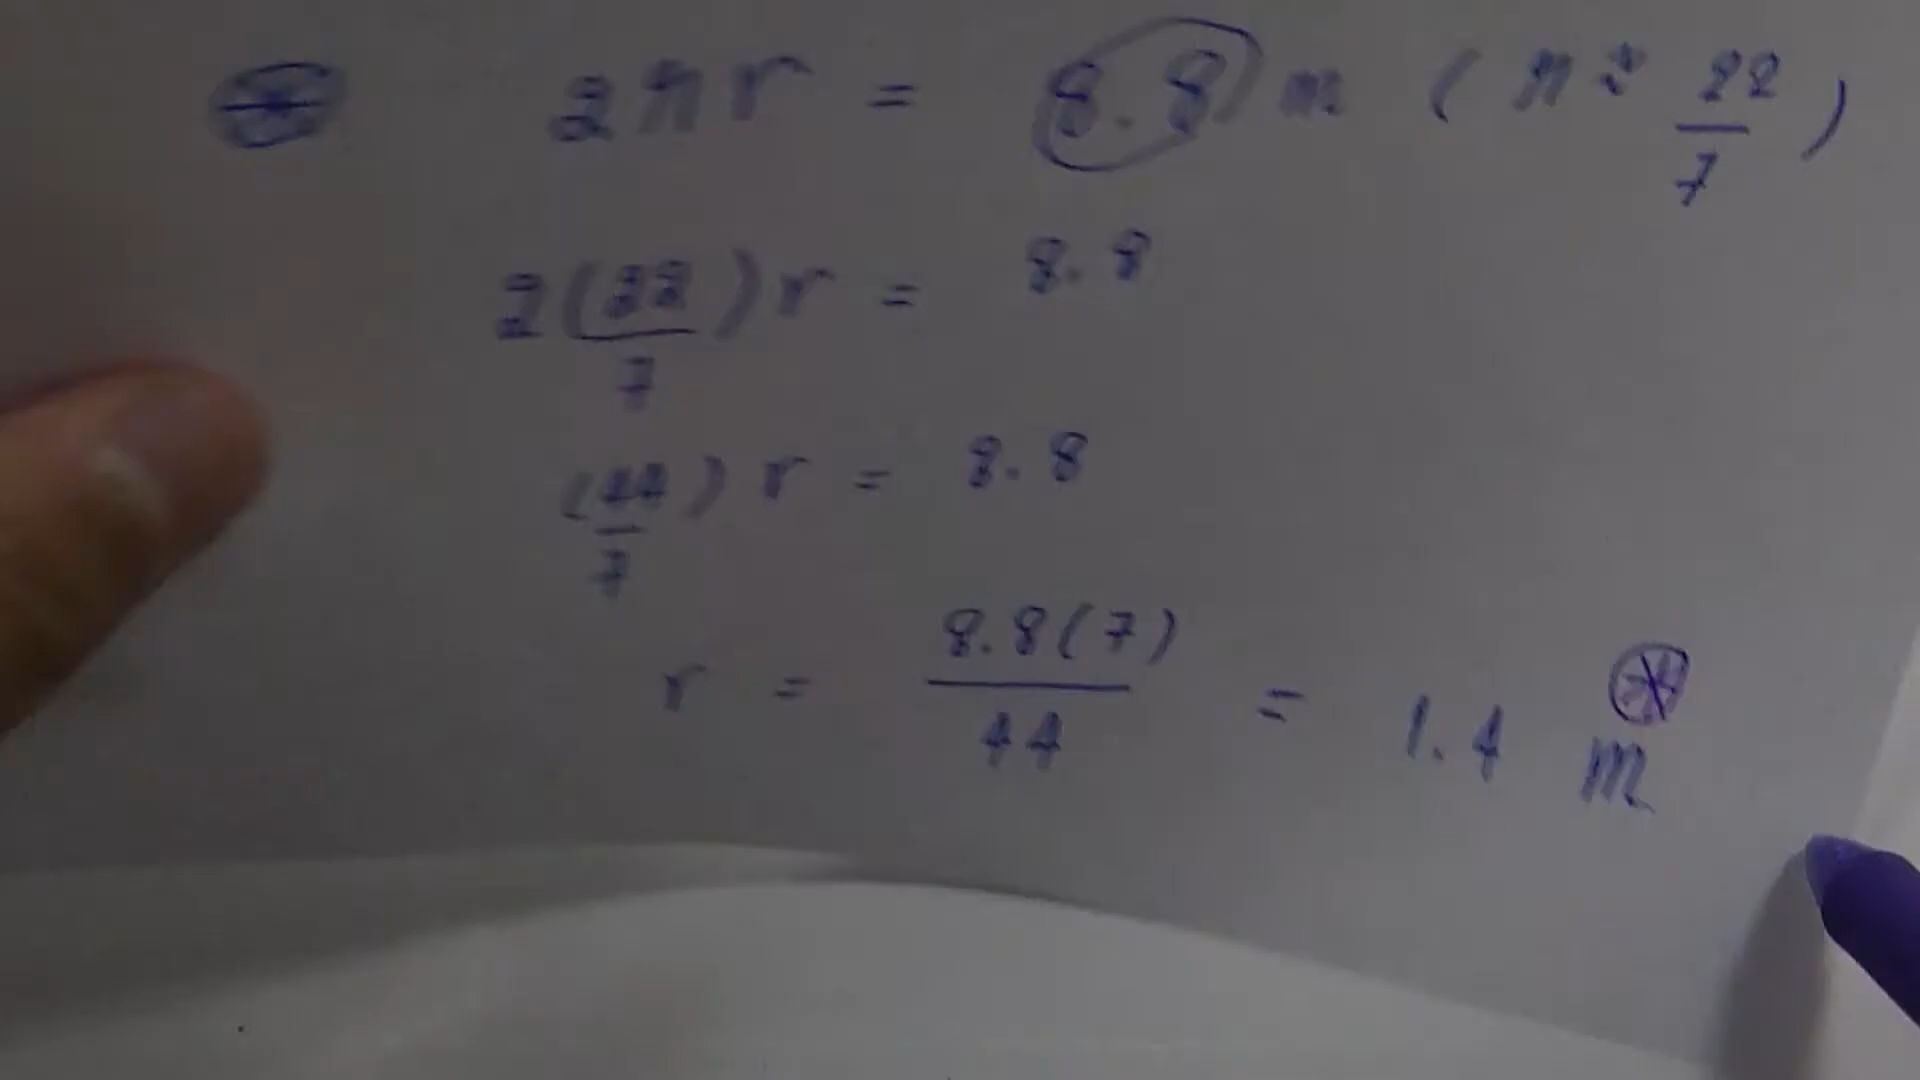 2πr = 8.8 m (π = 22/7)
2(22/7)r = 8.8
(44/7)r = 8.8
r = 8.8(7)/44 = 1.4 m